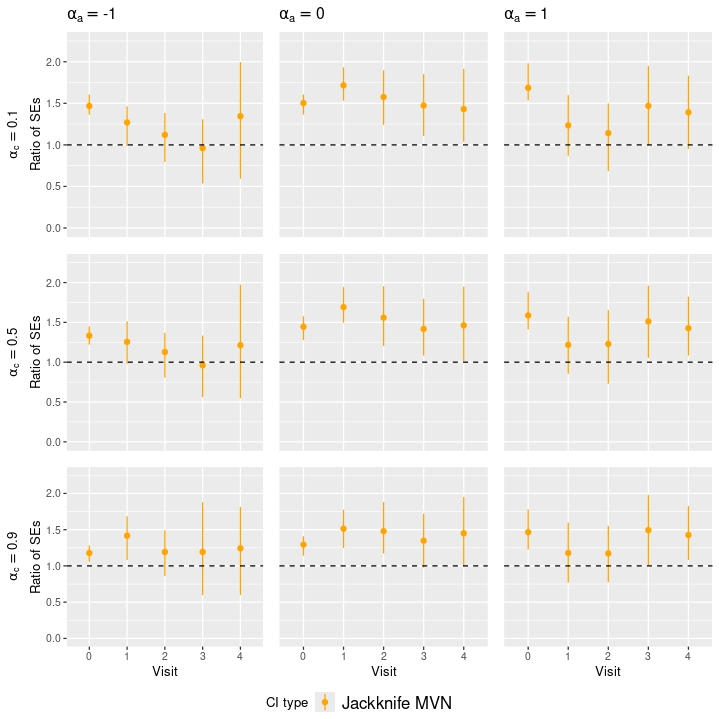 αa = -1
αa = 0
αa = 1
αc = 0.1
Ratio of SEs
2.0
1.5
1.0
0.5
0.0
αc = 0.5
Ratio of SEs
2.0
1.5
1.0
0.5
0.0
αc = 0.9
Ratio of SEs
2.0
1.5
1.0
0.5
0.0
0 1 2 3 4
0 1 2 3 4
0 1 2 3 4
Visit
Visit
Visit
CI type Jackknife MVN